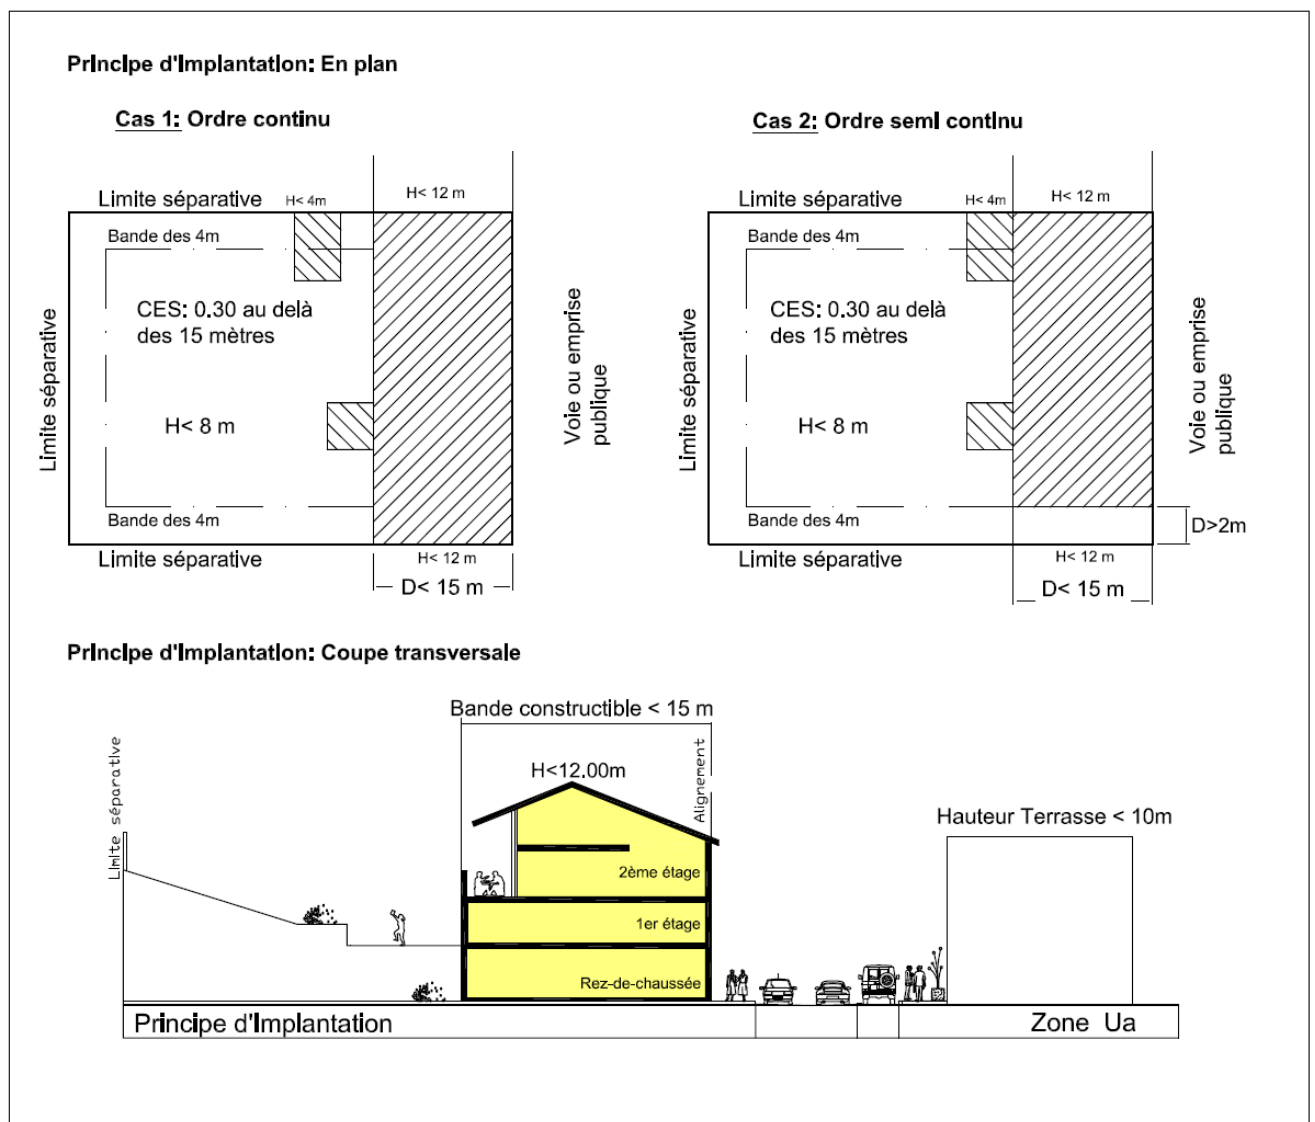 Principe d'Implantation: En plan
Cas 1: Ordre continu
Cas 2: Ordre semi continu
H< 12 m
H< 12 m
Limite séparative
H< 4m
Limite séparative
H< 4m
Bande des 4m
Bande des 4m
CES: 0.30 au delà
des 15 mètres
CES: 0.30 au delà
des 15 mètres
Limite séparative
Voie ou emprise
publique
Limite séparative
Voie ou emprise
publique
H< 8 m
H< 8 m
Bande des 4m
Bande des 4m
D>2m
Limite séparative
H< 12 m
Limite séparative
H< 12 m
D< 15 m
D< 15 m
Principe d'Implantation: Coupe transversale
Bande constructible < 15 m
Limite séparative
Alignement
H<12.00m
Hauteur Terrasse < 10m
2ème étage
1er étage
Rez-de-chaussée
Principe d'Implantation
Zone Ua